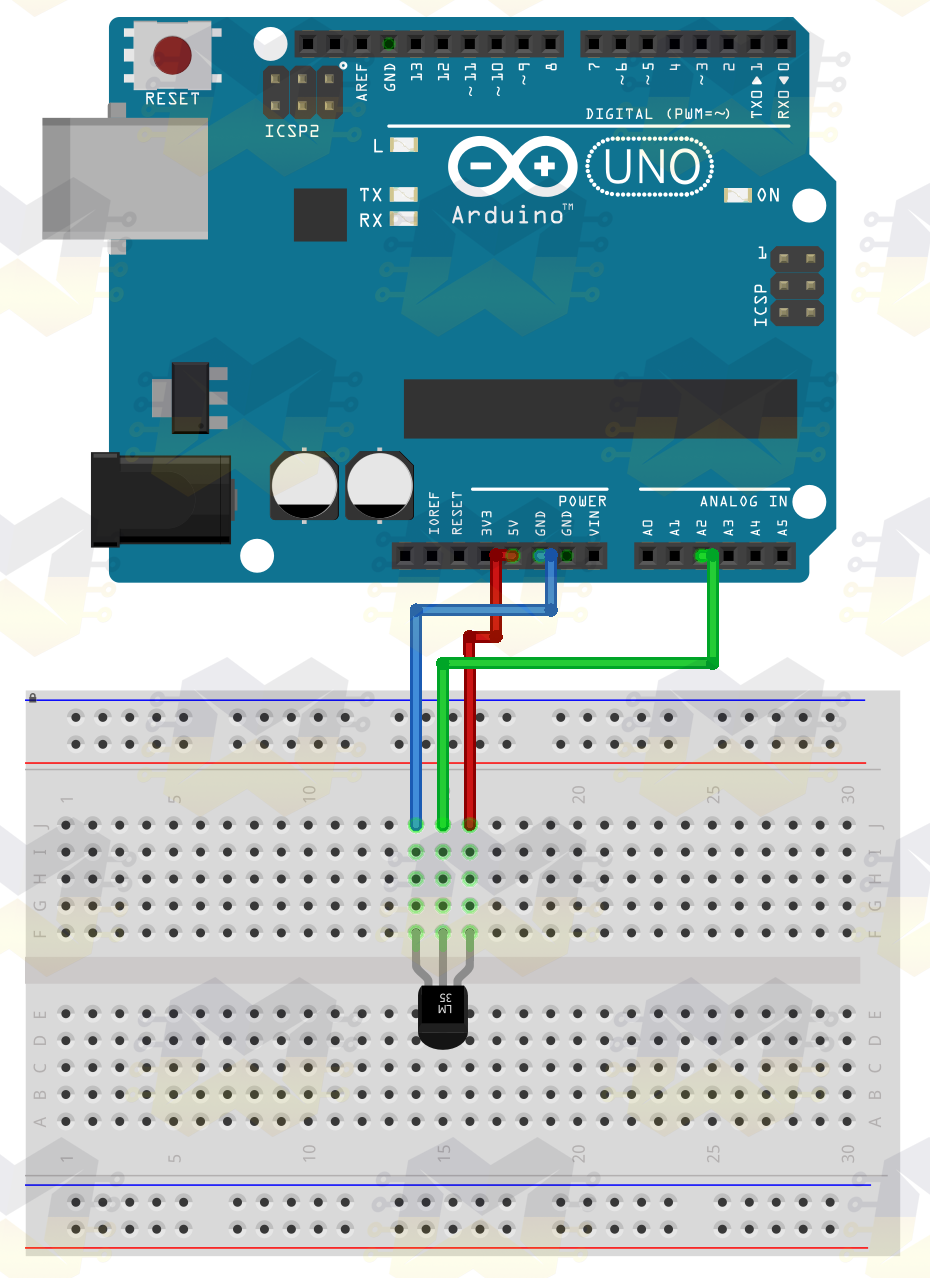 RESET
ICSP2
AREF
GND
13
12
~11
~10
~9
8
7
~6
~5
4
~3
2
TX0▶1
RX0◀0
DIGITAL (PWM=~)
L
TX
RX
Arduino™
UNO
ON
1
ICSP
POWER
ANALOG IN
IOREF
RESET
3V3
5V
GND
GND
VIN
A0
A1
A2
A3
A4
A5
1 5 10 20 25 30
J J
I I
H H
G G
F F
LM
35
E E
D D
C C
B B
A A
1 5 10 15 20 25 30